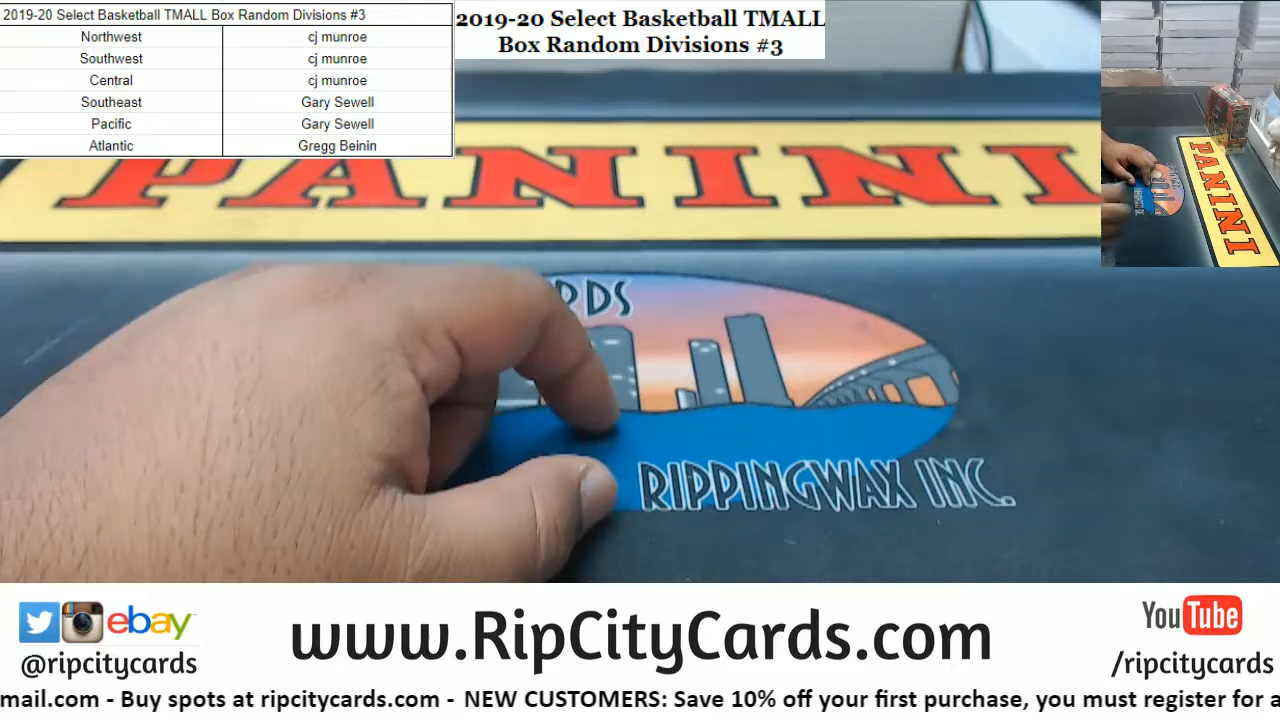 2019-20 Select Basketball TMALL Box Random Divisions #3
Northwest cj munroe
Southwest cj munroe
Central cj munroe
Southeast Gary Sewell
Pacific Gary Sewell
Atlantic Gregg Beinin
2019-20 Select Basketball TMALL
Box Random Divisions #3
PANINI
PANINI
RIPPINGWAX INC.
ebay
@ripcitycards
www.RipCityCards.com
YouTube
/ripcitycards
mail.com - Buy spots at ripcitycards.com - NEW CUSTOMERS: Save 10% off your first purchase, you must register for a